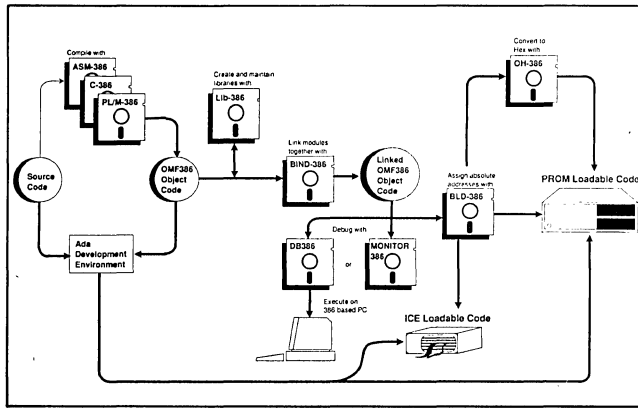 Compile with
ASM-386
C-386
PL/M-386
Create and maintain
libraries with
Lib-386
Convert to
Hex with
OH-386
Source
Code
OMF386
Object
Code
Link modules
together with
BIND-386
Linked
OMF386
Object
Code
Assign absolute
addresses with
BLD-386
PROM Loadable Code
Ada
Development
Environment
Debug with
DB386
or
MONITOR
386
Execute on
386 based PC
ICE Loadable Code